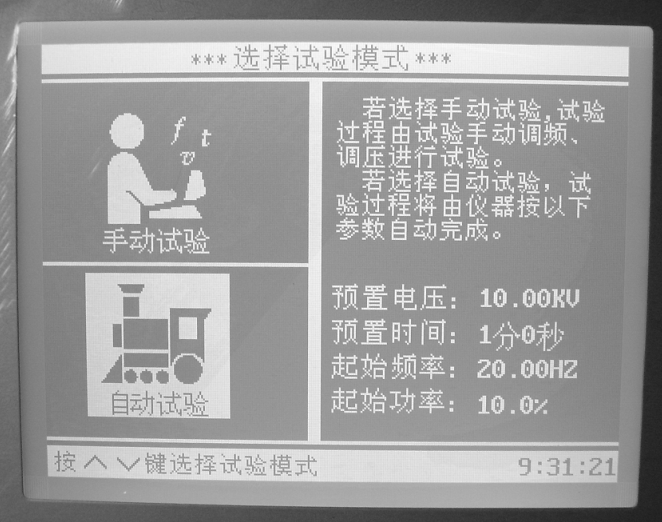 ***选择试验模式***
f t
v
手动试验
自动试验
若选择手动试验,试验
过程由试验手动调频、
调压进行试验。
若选择自动试验，试
验过程将由仪器按以下
参数自动完成。
预置电压：10.00KV
预置时间：1分0秒
起始频率：20.00HZ
起始功率：10.0%
按∧∨键选择试验模式 9:31:21